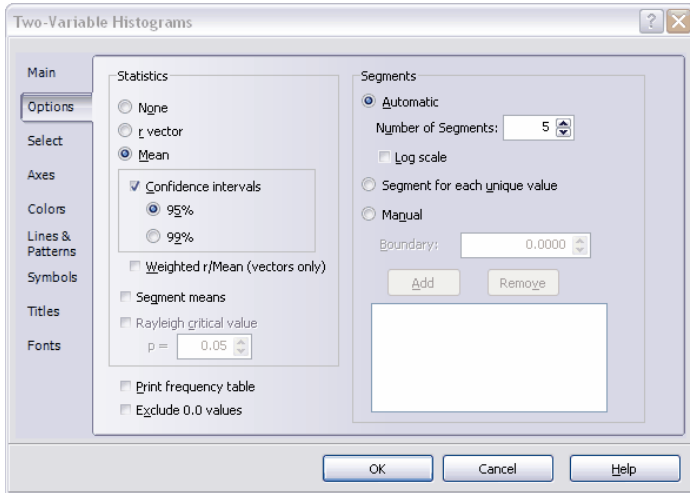 Two-Variable Histograms
?
Main
Options
Select
Axes
Colors
Lines &
Patterns
Symbols
Titles
Fonts
Statistics
None
r vector
Mean
Confidence intervals
95%
99%
Weighted r/Mean (vectors only)
Segment means
Rayleigh critical value
p = 0.05
Print frequency table
Exclude 0.0 values
Segments
Automatic
Number of Segments: 5
Log scale
Segment for each unique value
Manual
Boundary: 0.0000
Add Remove
OK Cancel Help